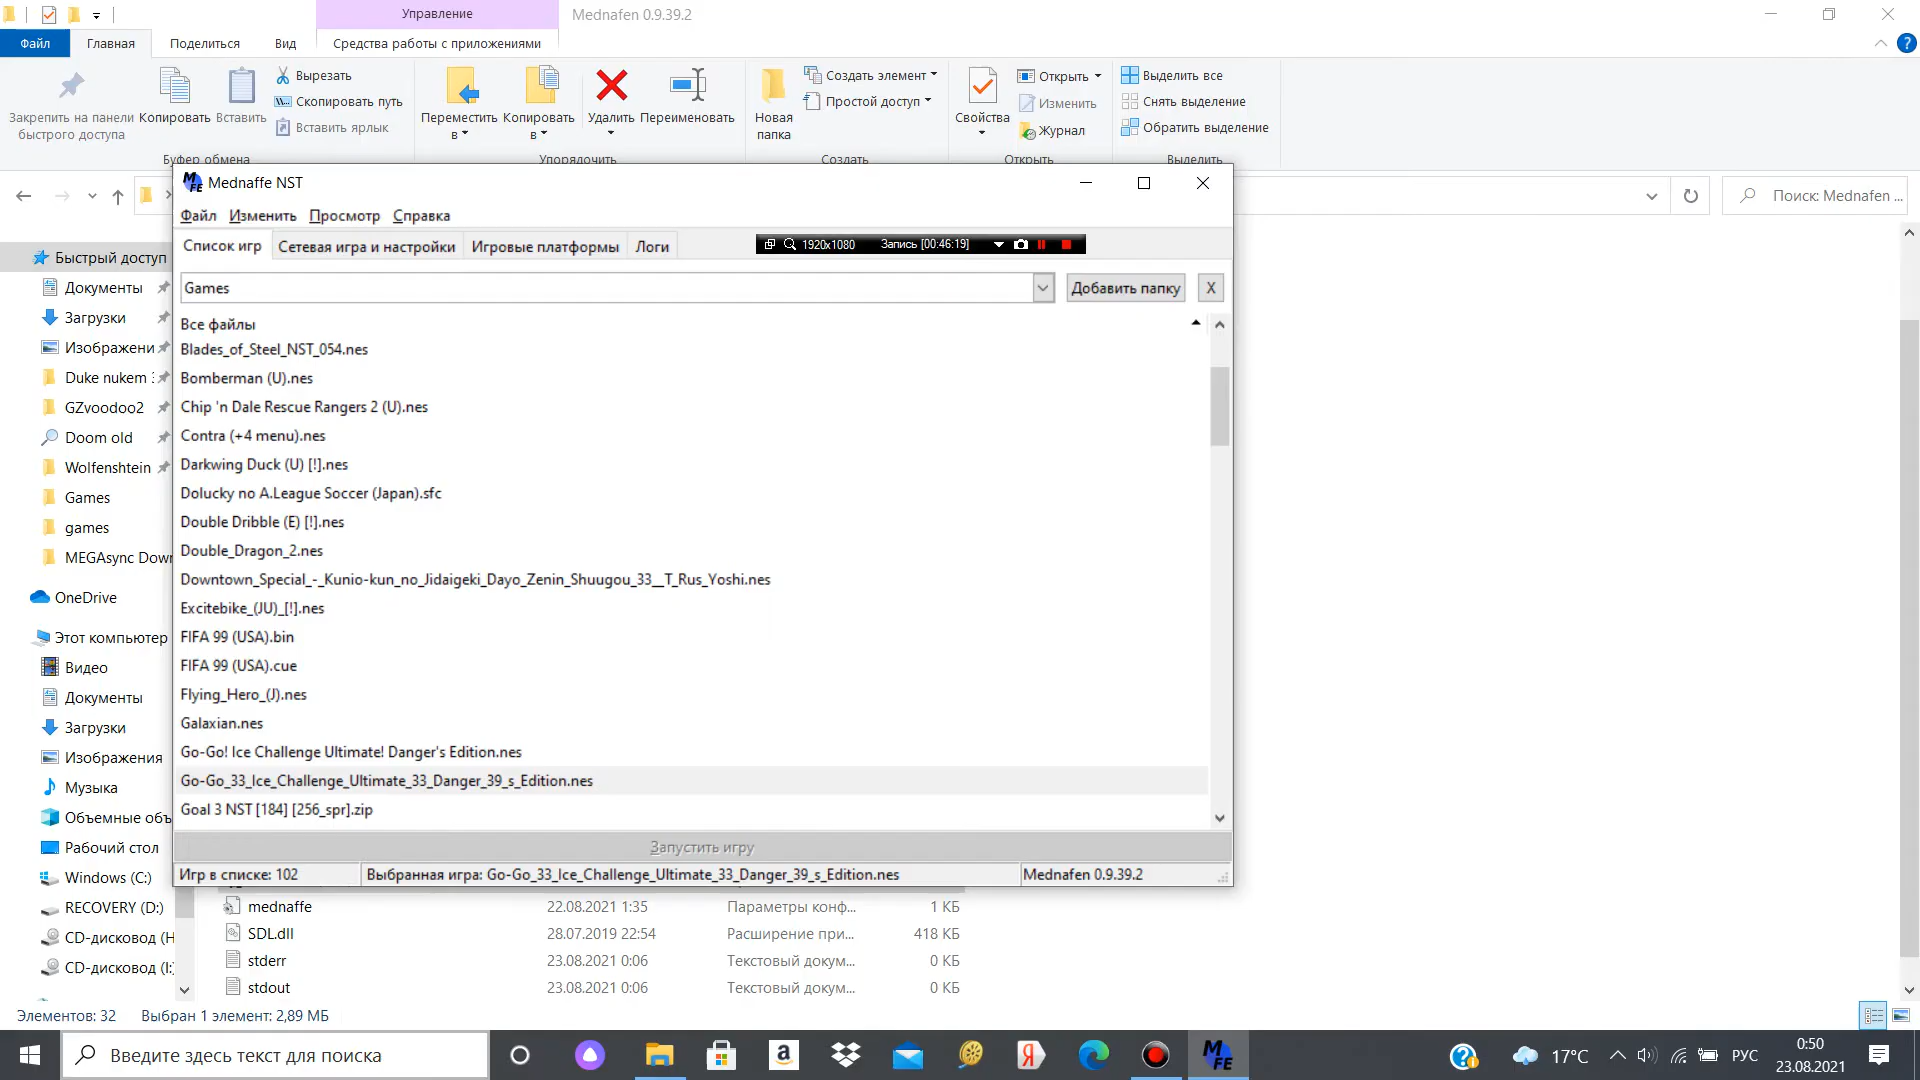 Управление
Mednafen 0.9.39.2
Файл
Главная
Поделиться
Вид
Средства работы с приложениями
Закрепить на панели быстрого доступа
Копировать
Вставить
Вырезать
Скопировать путь
Вставить ярлык
Буфер обмена
Переместить в
Копировать в
Удалить
Переименовать
Упорядочить
Новая папка
Создать элемент
Простой доступ
Создать
Свойства
Открыть
Изменить
Журнал
Открыть
Выделить все
Снять выделение
Обратить выделение
Выделить
Поиск: Mednafen ...
Быстрый доступ
Документы
Загрузки
Изображени
Duke nukem 3
GZvoodoo2
Doom old
Wolfenshtein
Games
games
MEGAsync Dow
OneDrive
Этот компьютер
Видео
Документы
Загрузки
Изображения
Музыка
Объемные объ
Рабочий стол
Windows (C:)
RECOVERY (D:)
CD-дисковод (H
CD-дисковод (I:
Mednaffe NST
Файл Изменить Просмотр Справка
Список игр
Сетевая игра и настройки
Игровые платформы
Логи
1920x1080 Запись [00:46:19]
Games
Добавить папку
X
Все файлы
Blades_of_Steel_NST_054.nes
Bomberman (U).nes
Chip 'n Dale Rescue Rangers 2 (U).nes
Contra (+4 menu).nes
Darkwing Duck (U) [!].nes
Dolucky no A.League Soccer (Japan).sfc
Double Dribble (E) [!].nes
Double_Dragon_2.nes
Downtown_Special_-_Kunio-kun_no_Jidaigeki_Dayo_Zenin_Shuugou_33__T_Rus_Yoshi.nes
Excitebike_(JU)_[!].nes
FIFA 99 (USA).bin
FIFA 99 (USA).cue
Flying_Hero_(J).nes
Galaxian.nes
Go-Go! Ice Challenge Ultimate! Danger's Edition.nes
Go-Go_33_Ice_Challenge_Ultimate_33_Danger_39_s_Edition.nes
Goal 3 NST [184] [256_spr].zip
Запустить игру
Игр в списке: 102
Выбранная игра: Go-Go_33_Ice_Challenge_Ultimate_33_Danger_39_s_Edition.nes
Mednafen 0.9.39.2
mednaffe 22.08.2021 1:35 Параметры конф... 1 КБ
SDL.dll 28.07.2019 22:54 Расширение при... 418 КБ
stderr 23.08.2021 0:06 Текстовый докум... 0 КБ
stdout 23.08.2021 0:06 Текстовый докум... 0 КБ
Элементов: 32
Выбран 1 элемент: 2,89 МБ
Введите здесь текст для поиска
17°C
РУС
0:50
23.08.2021